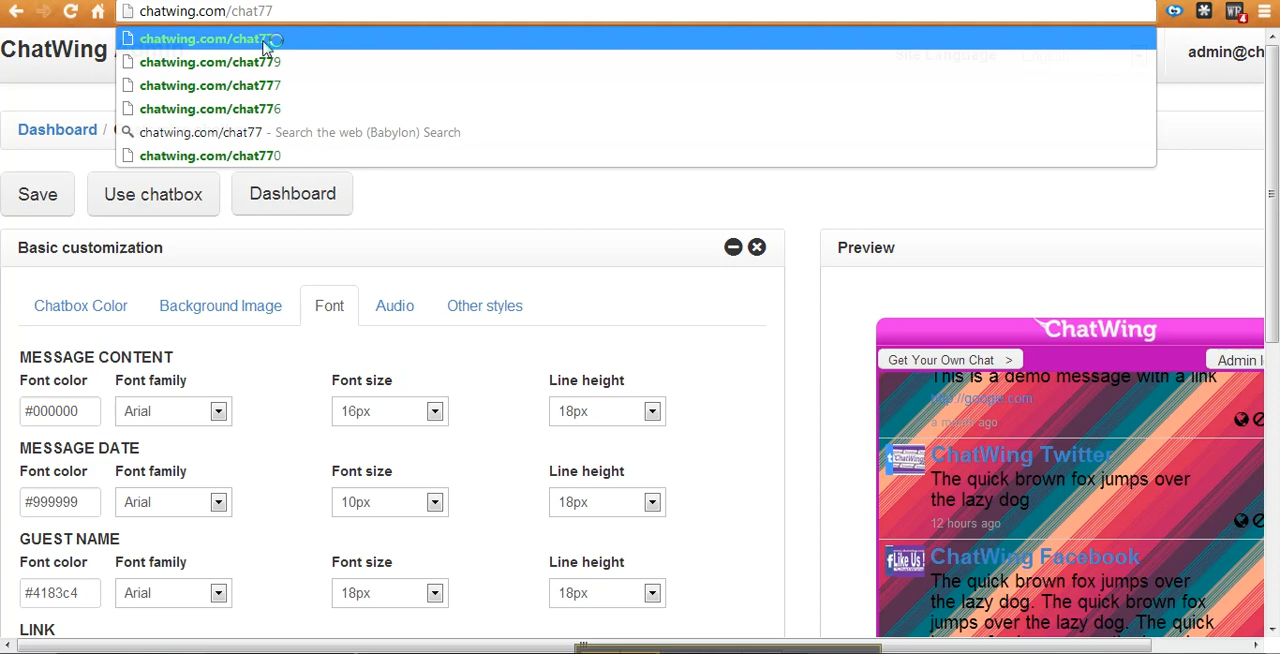 chatwing.com/chat77
WR
4
ChatWing
chatwing.com/chat77
Site Language
admin@ch
chatwing.com/chat779
chatwing.com/chat777
chatwing.com/chat776
Dashboard /
chatwing.com/chat77 - Search the web (Babylon) Search
chatwing.com/chat770
Save
Use chatbox
Dashboard
Basic customization
Preview
Chatbox Color
Background Image
Font
Audio
Other styles
MESSAGE CONTENT
Font color Font family Font size Line height
#000000 Arial 16px 18px
MESSAGE DATE
Font color Font family Font size Line height
#999999 Arial 10px 18px
GUEST NAME
Font color Font family Font size Line height
#4183c4 Arial 18px 18px
LINK
ChatWing
Get Your Own Chat >
Admin l
This is a demo message with a link
http://google.com
a month ago
ChatWing Twitter
The quick brown fox jumps over
the lazy dog
12 hours ago
ChatWing Facebook
The quick brown fox jumps over
the lazy dog. The quick brown
fox jumps over the lazy dog. The quick